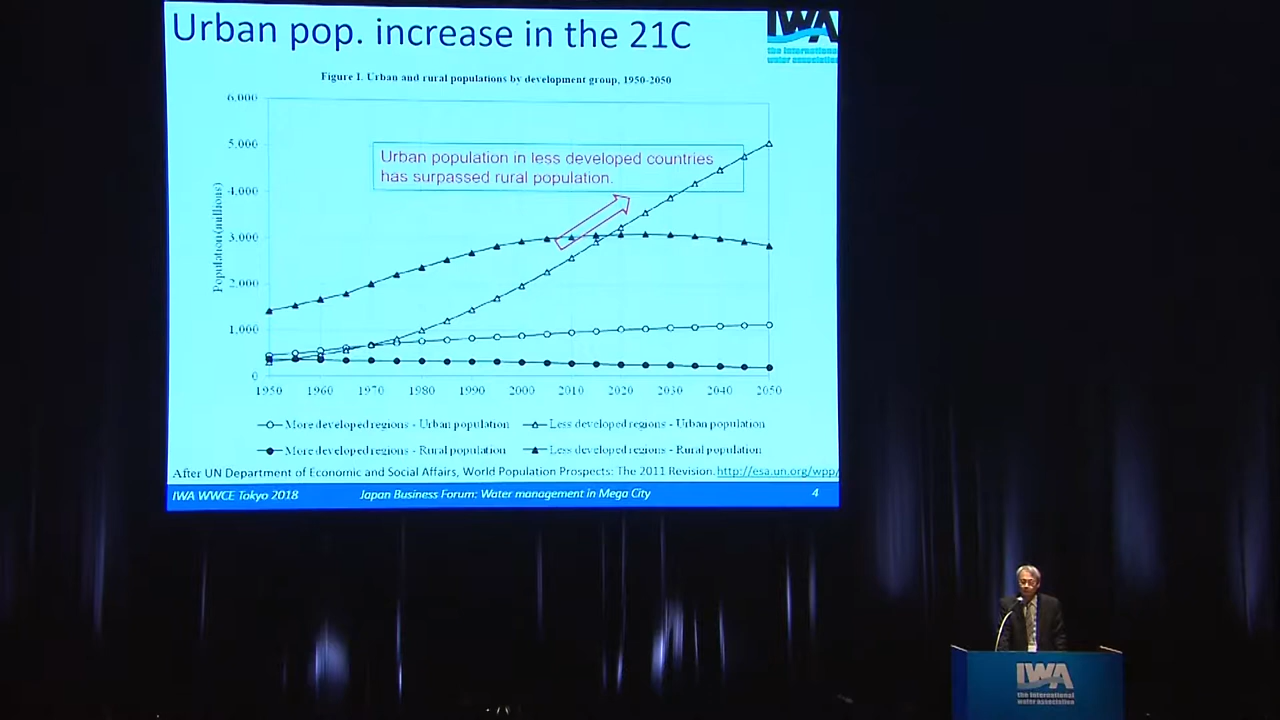 Urban pop. increase in the 21C
IWA
the international
water association
Figure I. Urban and rural populations by development group, 1950-2050
6,000
5,000
4,000
3,000
2,000
1,000
0
Population (millions)
Urban population in less developed countries
has surpassed rural population.
1950 1960 1970 1980 1990 2000 2010 2020 2030 2040 2050
More developed regions - Urban population Less developed regions - Urban population
More developed regions - Rural population Less developed regions - Rural population
After UN Department of Economic and Social Affairs, World Population Prospects: The 2011 Revision. http://esa.un.org/wpp/
IWA WWCE Tokyo 2018 Japan Business Forum: Water management in Mega City 4
IWA
the international
water association